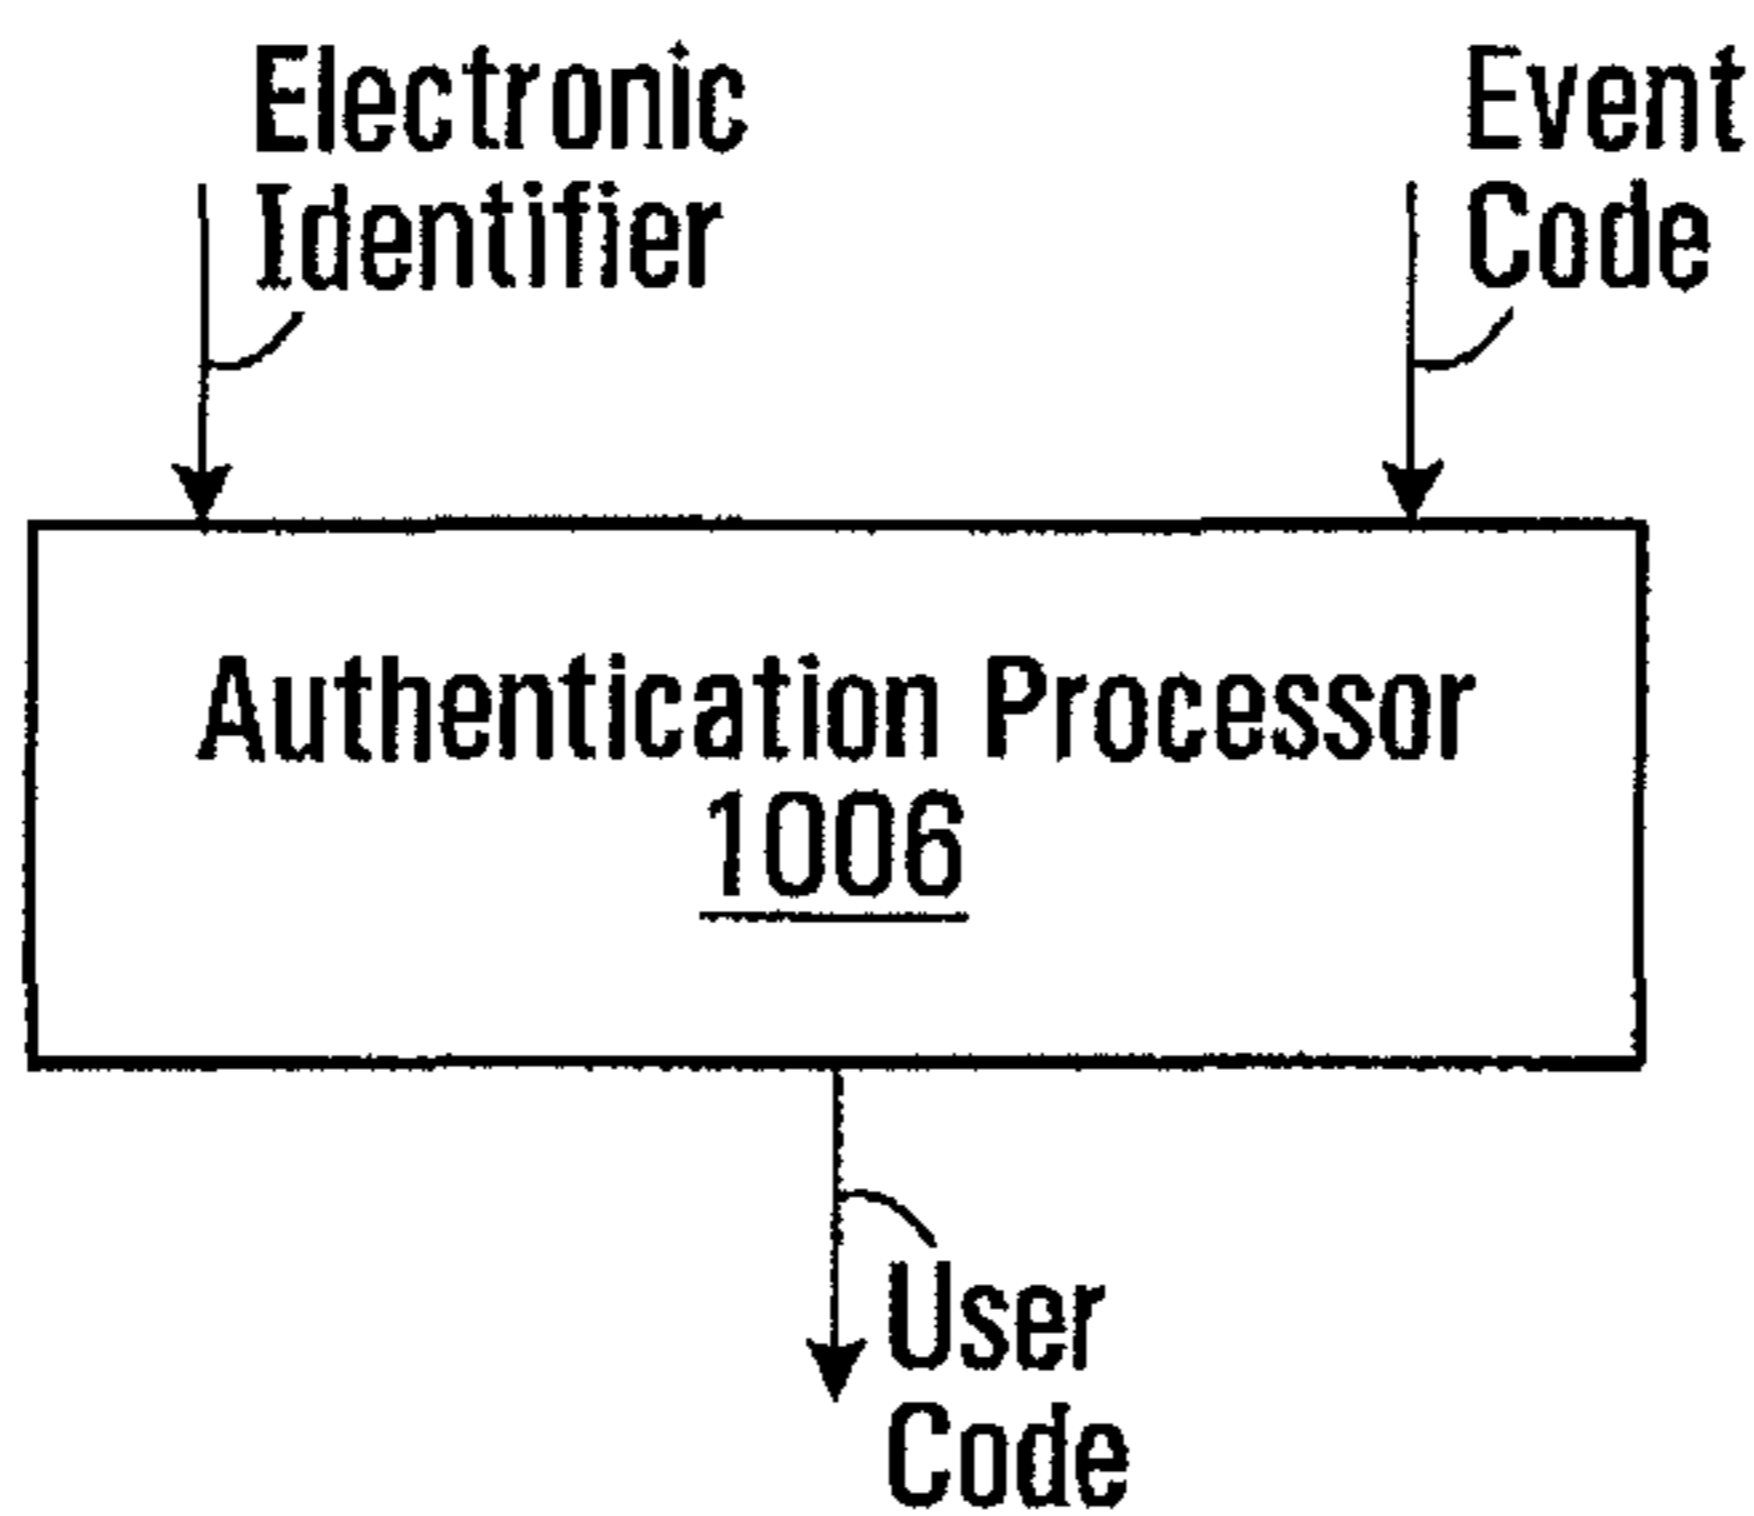 Electronic
Identifier
Event
Code
Authentication Processor
1006
User
Code